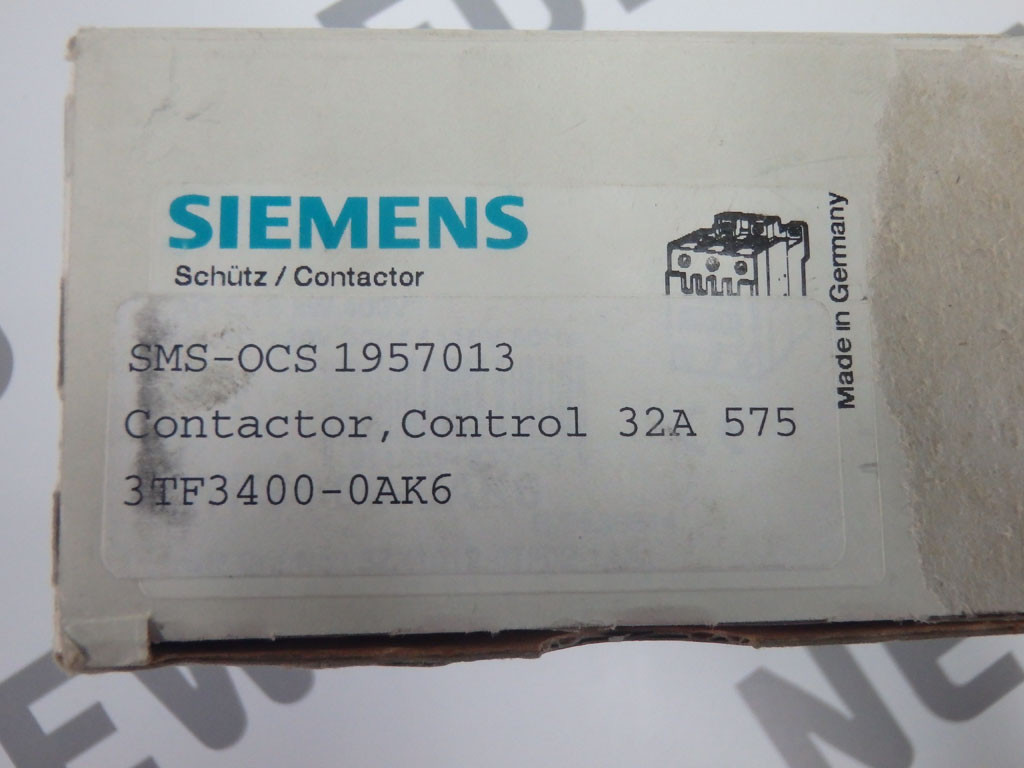 SIEMENS
Schütz / Contactor
Made in Germany
SMS-OCS 1957013
Contactor,Control 32A 575
3TF3400-0AK6